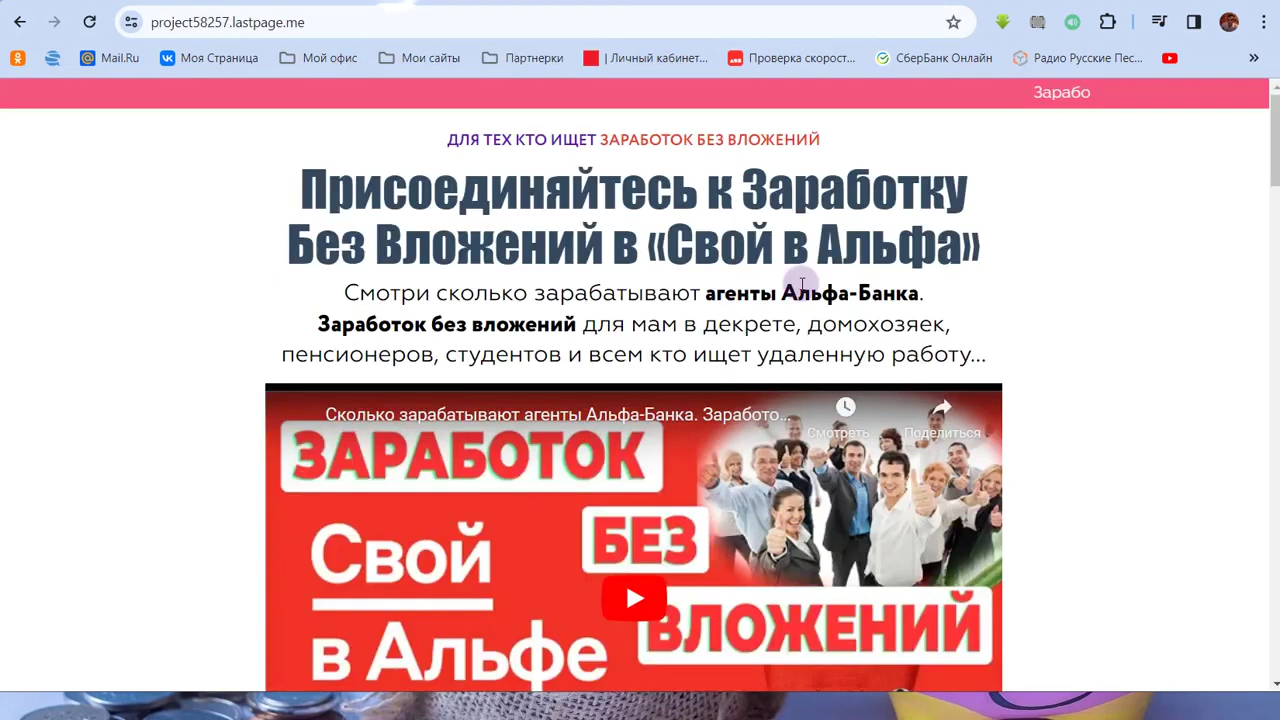 project58257.lastpage.me
Mail.Ru
Моя Страница
Мой офис
Мои сайты
Партнерки
| Личный кабинет...
Проверка скорост...
СберБанк Онлайн
Радио Русские Пес...
»
Зарабо
ДЛЯ ТЕХ КТО ИЩЕТ ЗАРАБОТОК БЕЗ ВЛОЖЕНИЙ
Присоединяйтесь к Заработку
Без Вложений в «Свой в Альфа»
Смотри сколько зарабатывают агенты Альфа-Банка.
Заработок без вложений для мам в декрете, домохозяек,
пенсионеров, студентов и всем кто ищет удаленную работу...
Сколько зарабатывают агенты Альфа-Банка. Заработо...
Смотреть
Поделиться
ЗАРАБОТОК
Свой
БЕЗ
ВЛОЖЕНИЙ
в Альфе